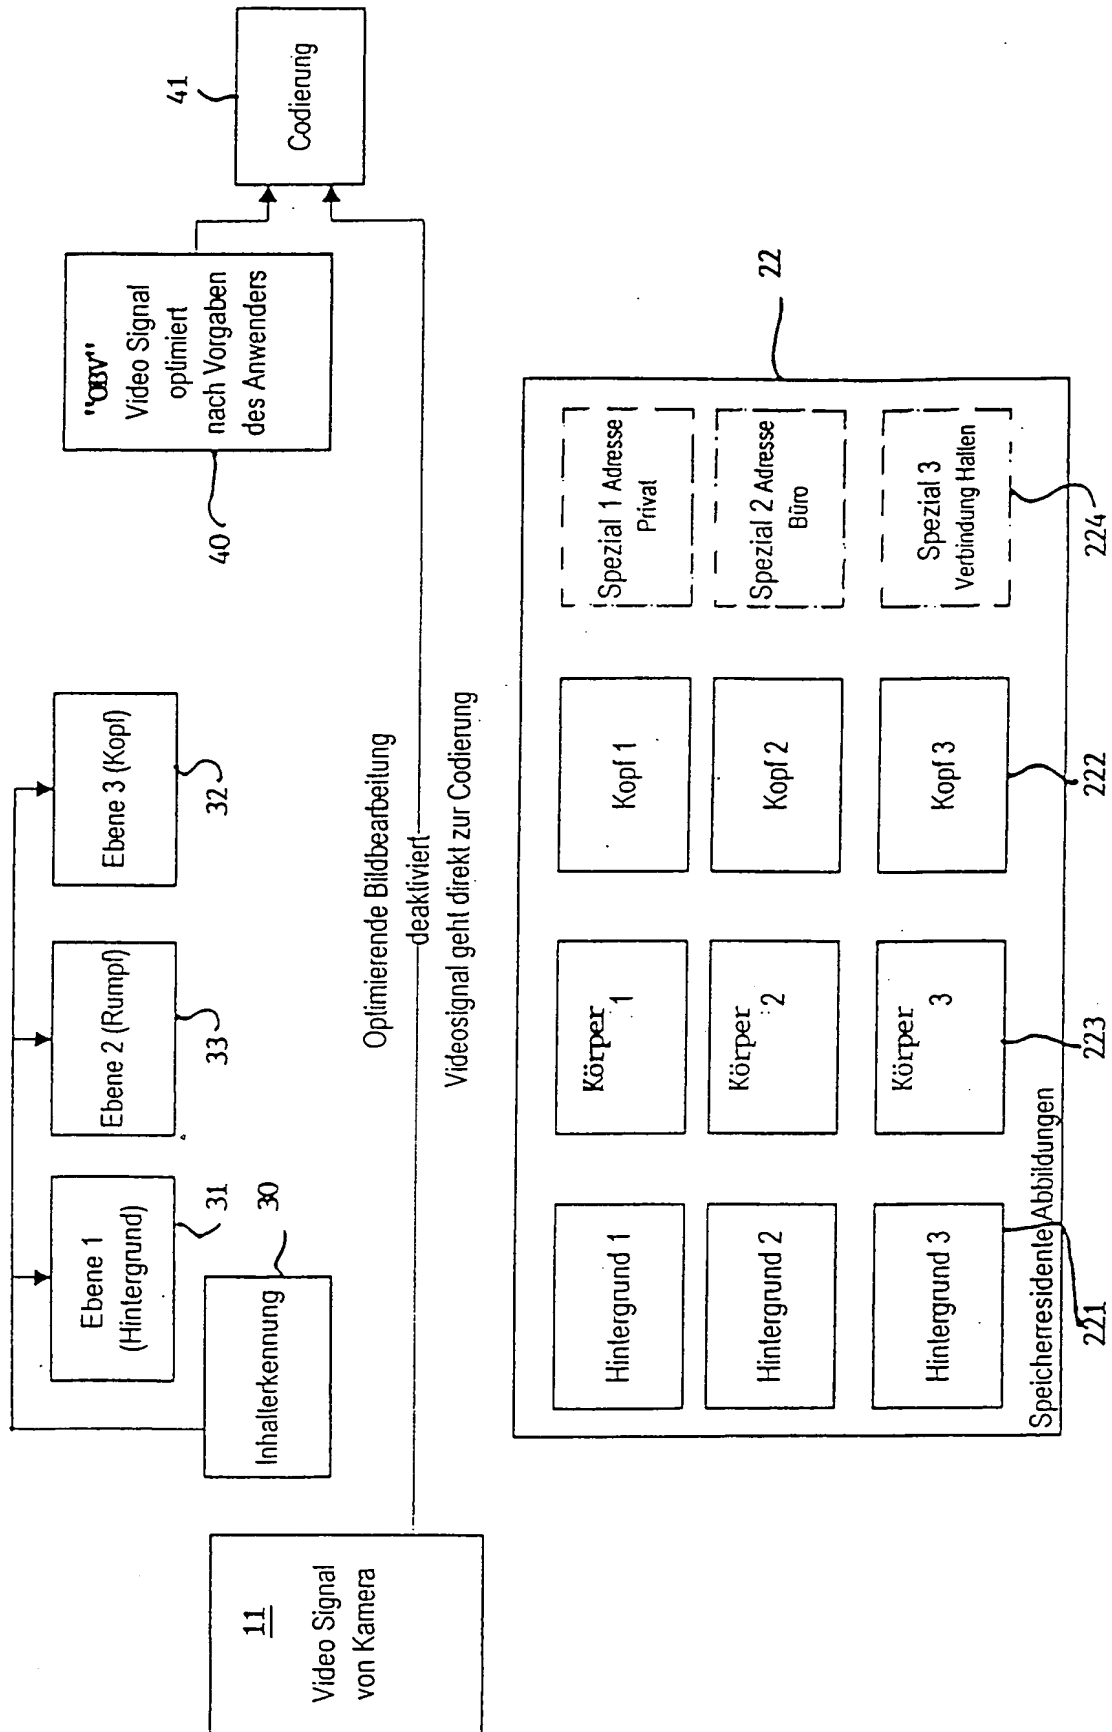 11
Video Signal
von Kamera
Inhalterkennung
30
Ebene 1
(Hintergrund)
31
Ebene 2 (Rumpf)
33
Ebene 3 (Kopf)
32
Optimierende Bildbearbeitung
deaktiviert
Videosignal geht direkt zur Codierung
"OBV"
Video Signal
optimiert
nach Vorgaben
des Anwenders
40
Codierung
41
22
Hintergrund 1
Körper
1
Kopf 1
Spezial 1 Adresse
Privat
Hintergrund 2
Körper
2
Kopf 2
Spezial 2 Adresse
Büro
Hintergrund 3
Körper
3
Kopf 3
Spezial 3
Verbindung Halten
Speicherresidente Abbildungen
221
223
222
224